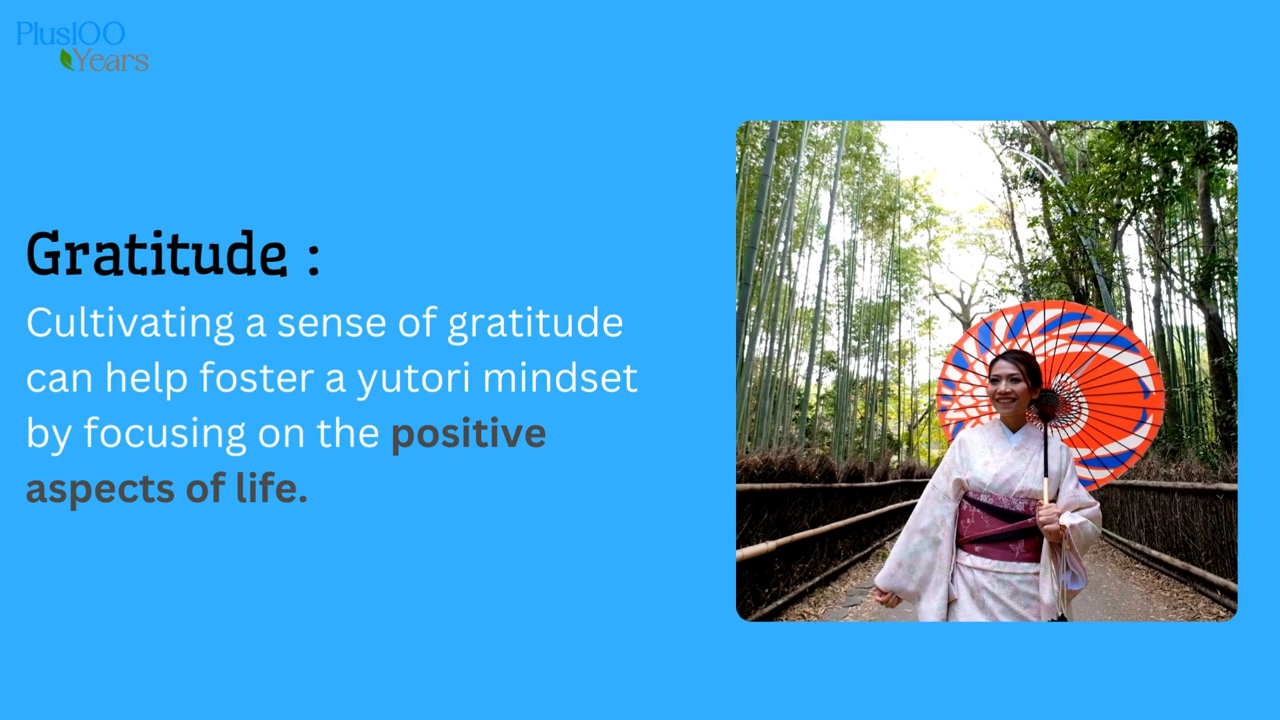 Plus100
Years
Gratitude :
Cultivating a sense of gratitude
can help foster a yutori mindset
by focusing on the positive
aspects of life.